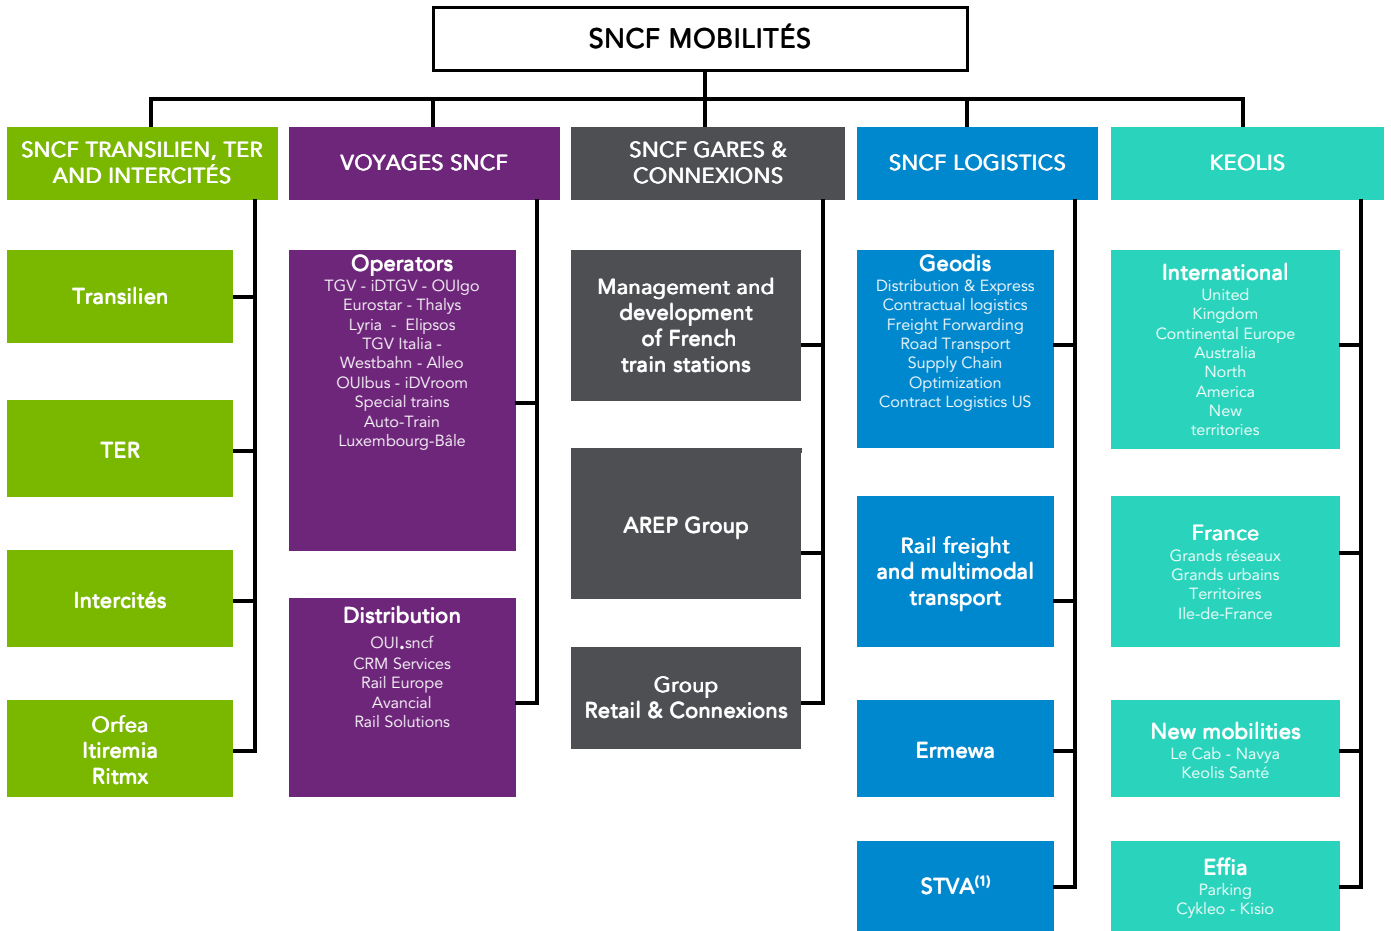 SNCF MOBILITÉS
SNCF TRANSILIEN, TER
AND INTERCITÉS
Transilien
TER
Intercités
Orfea
Itiremia
Ritmx
VOYAGES SNCF
Operators
TGV - iDTGV - OUIgo
Eurostar - Thalys
Lyria - Elipsos
TGV Italia -
Westbahn - Alleo
OUIbus - iDVroom
Special trains
Auto-Train
Luxembourg-Bâle
Distribution
OUI.sncf
CRM Services
Rail Europe
Avancial
Rail Solutions
SNCF GARES &
CONNEXIONS
Management and
development
of French
train stations
AREP Group
Group
Retail & Connexions
SNCF LOGISTICS
Geodis
Distribution & Express
Contractual logistics
Freight Forwarding
Road Transport
Supply Chain
Optimization
Contract Logistics US
Rail freight
and multimodal
transport
Ermewa
STVA(1)
KEOLIS
International
United
Kingdom
Continental Europe
Australia
North
America
New
territories
France
Grands réseaux
Grands urbains
Territoires
Ile-de-France
New mobilities
Le Cab - Navya
Keolis Santé
Effia
Parking
Cykleo - Kisio